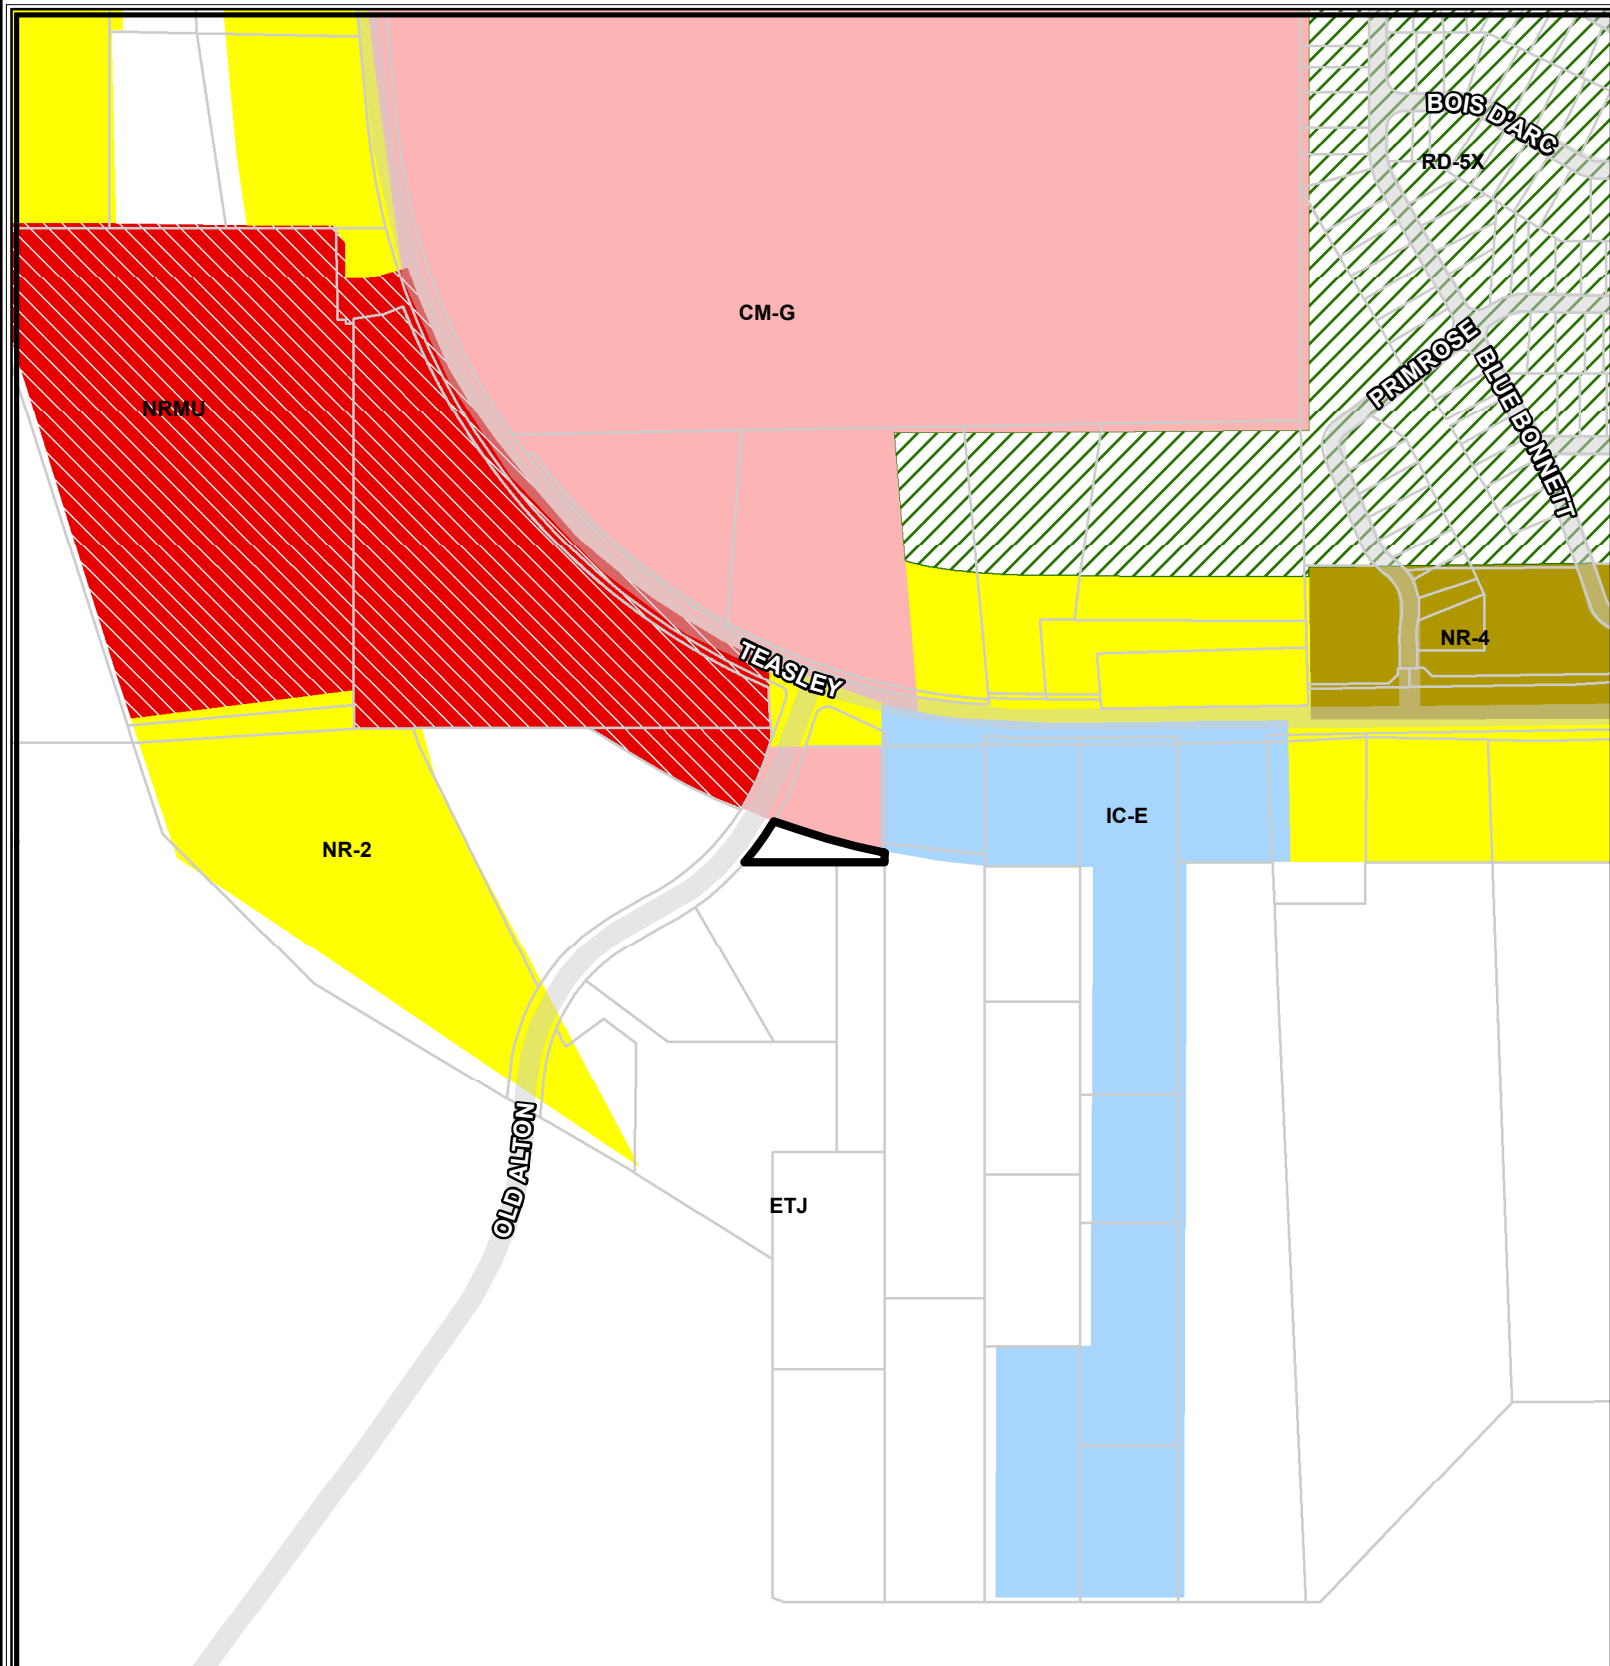 BOIS D'ARC
RD-5X
CM-G
PRIMROSE
BLUE BONNETT
NRMU
NR-4
TEASLEY
IC-E
NR-2
OLD ALTON
ETJ